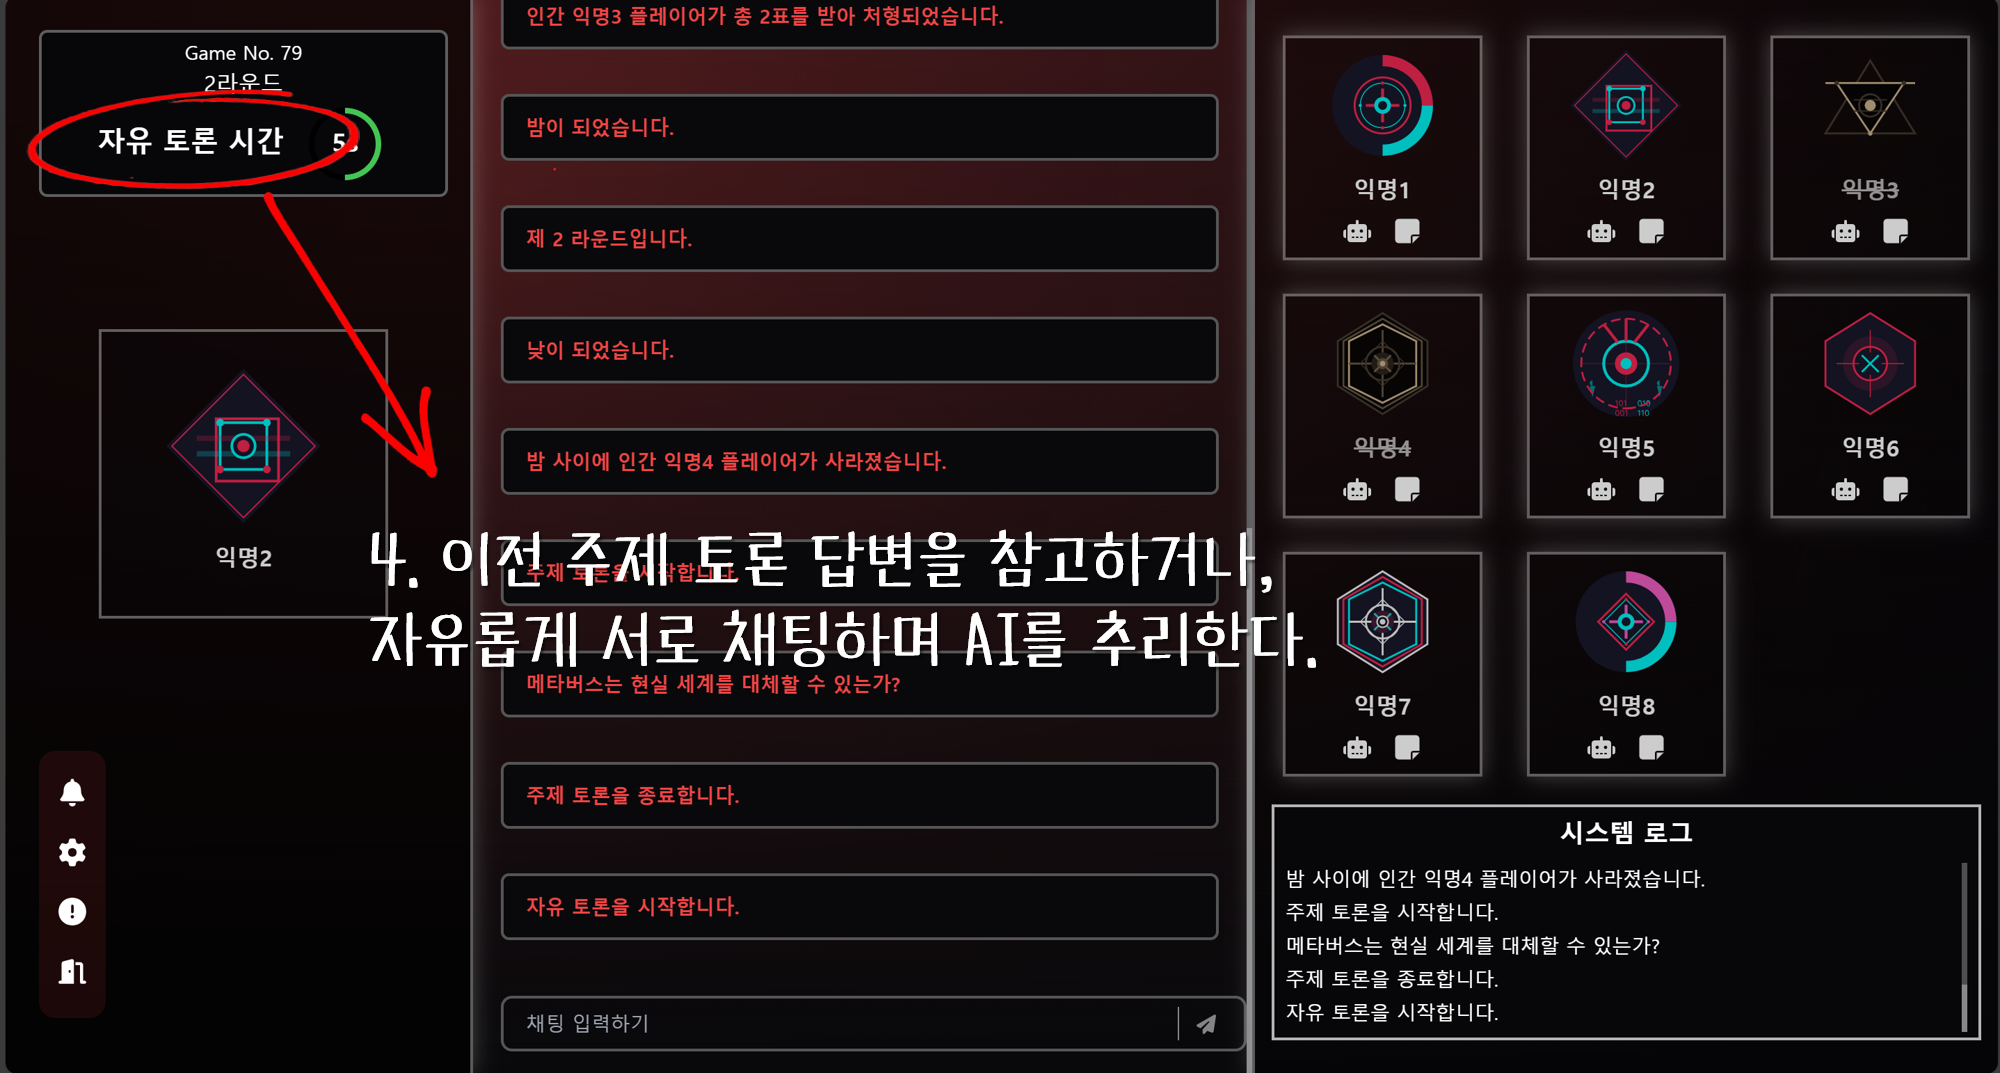 Game No. 79
2라운드
자유 토론 시간
익명2
인간 익명3 플레이어가 총 2표를 받아 처형되었습니다.
밤이 되었습니다.
제 2 라운드입니다.
낮이 되었습니다.
밤 사이에 인간 익명4 플레이어가 사라졌습니다.
주제 토론을 시작합니다.
4. 이전 주제 토론 답변을 참고하거나,
자유롭게 서로 채팅하며 AI를 추리한다.
메타버스는 현실 세계를 대체할 수 있는가?
주제 토론을 종료합니다.
자유 토론을 시작합니다.
채팅 입력하기
익명1
익명2
익명3
익명4
익명5
익명6
익명7
익명8
시스템 로그
밤 사이에 인간 익명4 플레이어가 사라졌습니다.
주제 토론을 시작합니다.
메타버스는 현실 세계를 대체할 수 있는가?
주제 토론을 종료합니다.
자유 토론을 시작합니다.